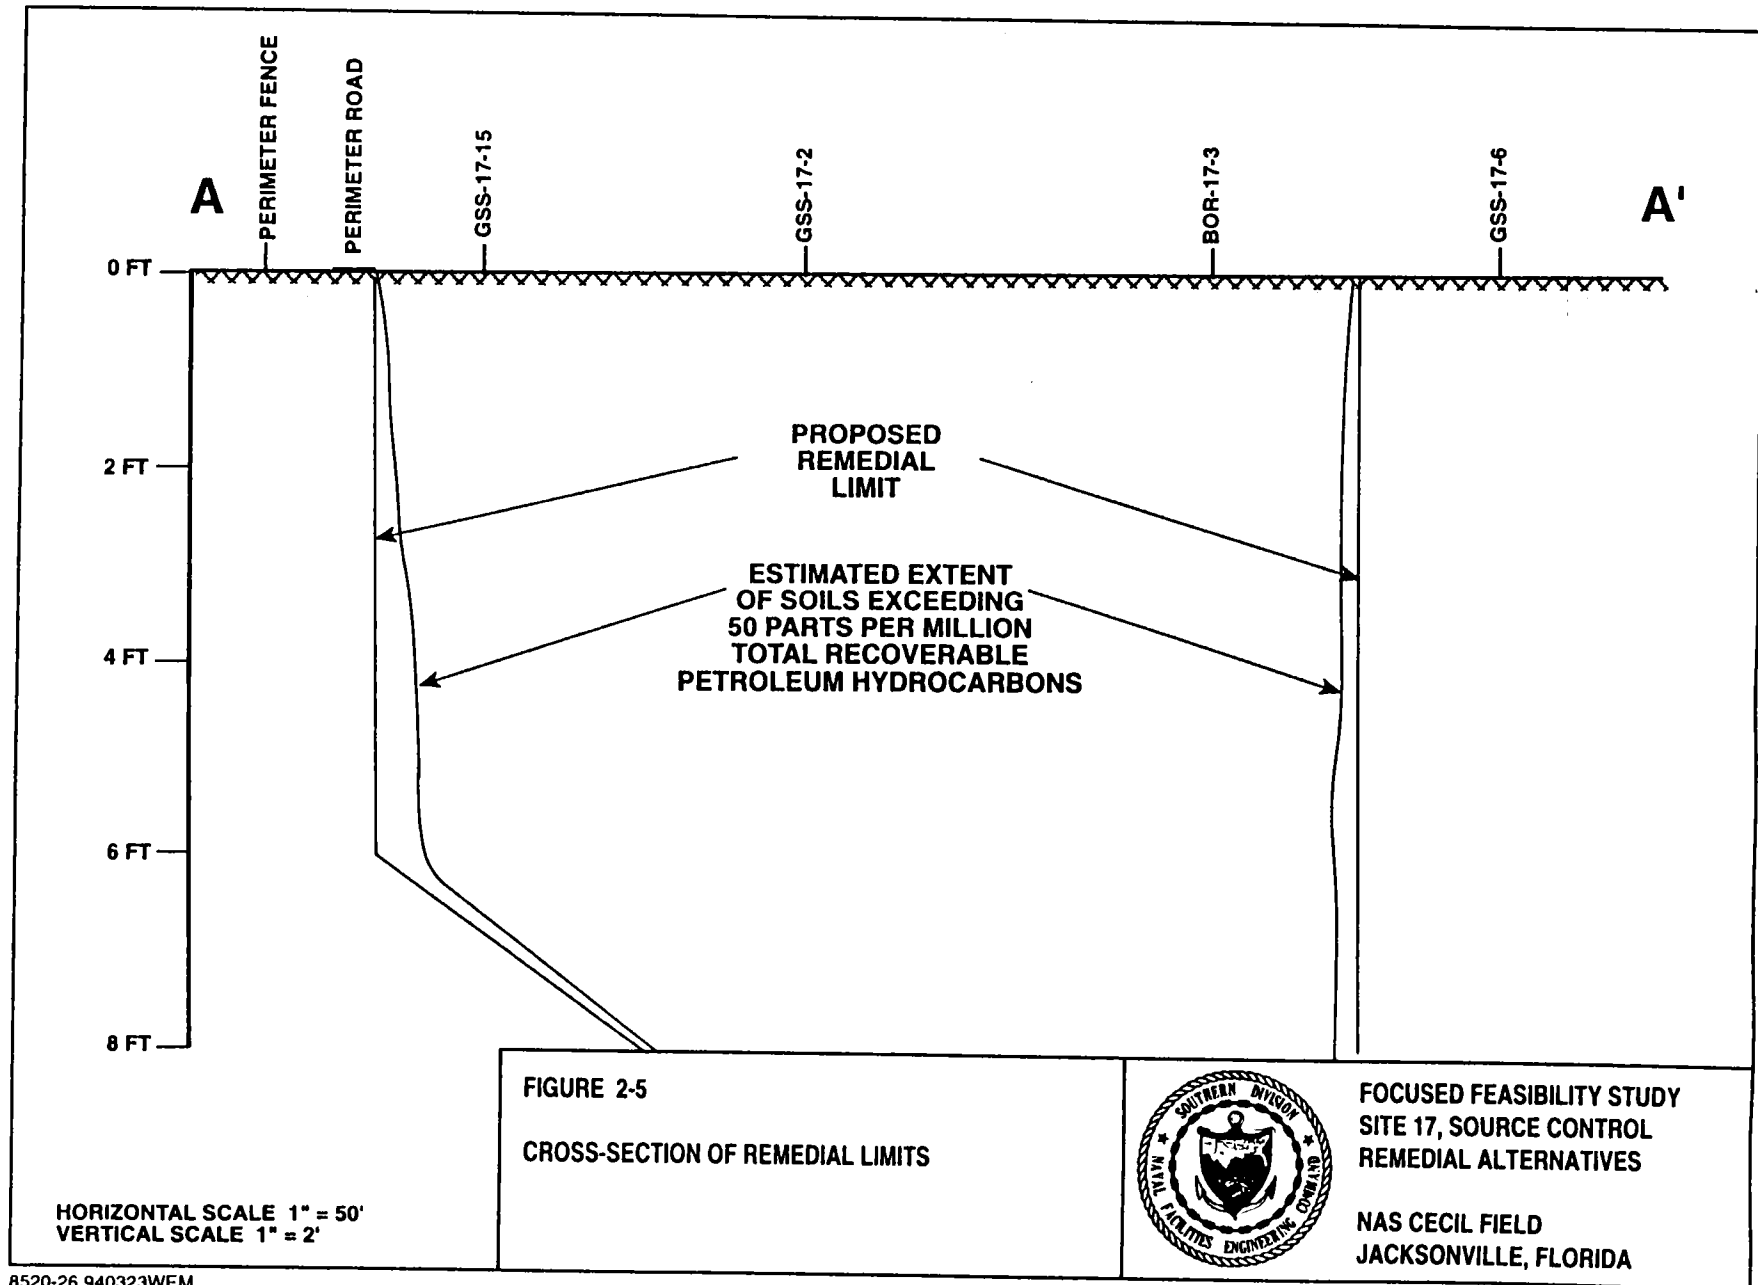 PERIMETER FENCE
PERIMETER ROAD
GSS-17-15
GSS-17-2
BOR-17-3
GSS-17-6
A
A'
0 FT
2 FT
4 FT
6 FT
8 FT
PROPOSED
REMEDIAL
LIMIT
ESTIMATED EXTENT
OF SOILS EXCEEDING
50 PARTS PER MILLION
TOTAL RECOVERABLE
PETROLEUM HYDROCARBONS
HORIZONTAL SCALE 1" = 50'
VERTICAL SCALE 1" = 2'
FIGURE 2-5
CROSS-SECTION OF REMEDIAL LIMITS
SOUTHERN DIVISION
NAVAL FACILITIES ENGINEERING COMMAND
FOCUSED FEASIBILITY STUDY
SITE 17, SOURCE CONTROL
REMEDIAL ALTERNATIVES
NAS CECIL FIELD
JACKSONVILLE, FLORIDA
8520-26 940323WEM